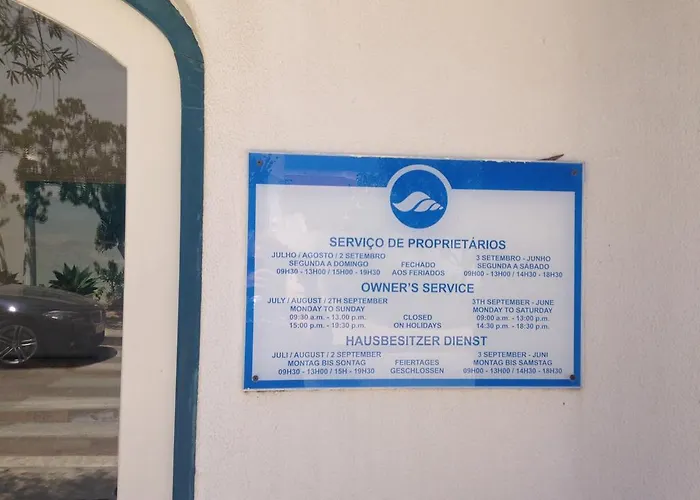 SERVIÇO DE PROPRIETÁRIOS
JULHO / AGOSTO / 2 SETEMBRO
SEGUNDA A DOMINGO
09H30 - 13H00 / 15H00 - 19H30
FECHADO
AOS FERIADOS
3 SETEMBRO - JUNHO
SEGUNDA A SÁBADO
09H00 - 13H00 / 14H30 - 18H30
OWNER'S SERVICE
JULY / AUGUST / 2TH SEPTEMBER
MONDAY TO SUNDAY
09:30 a.m. - 13:00 p.m.
15:00 p.m. - 19:30 p.m.
CLOSED
ON HOLIDAYS
3TH SEPTEMBER - JUNE
MONDAY TO SATURDAY
09:00 a.m. - 13:00 p.m.
14:30 p.m. - 18:30 p.m.
HAUSBESITZER DIENST
JULI / AUGUST / 2 SEPTEMBER
MONTAG BIS SONTAG
09H30 - 13H00 / 15H - 19H30
FEIERTAGES
GESCHLOSSEN
3 SEPTEMBER - JUNI
MONTAG BIS SAMSTAG
09H00 - 13H00 / 14H30 - 18H30